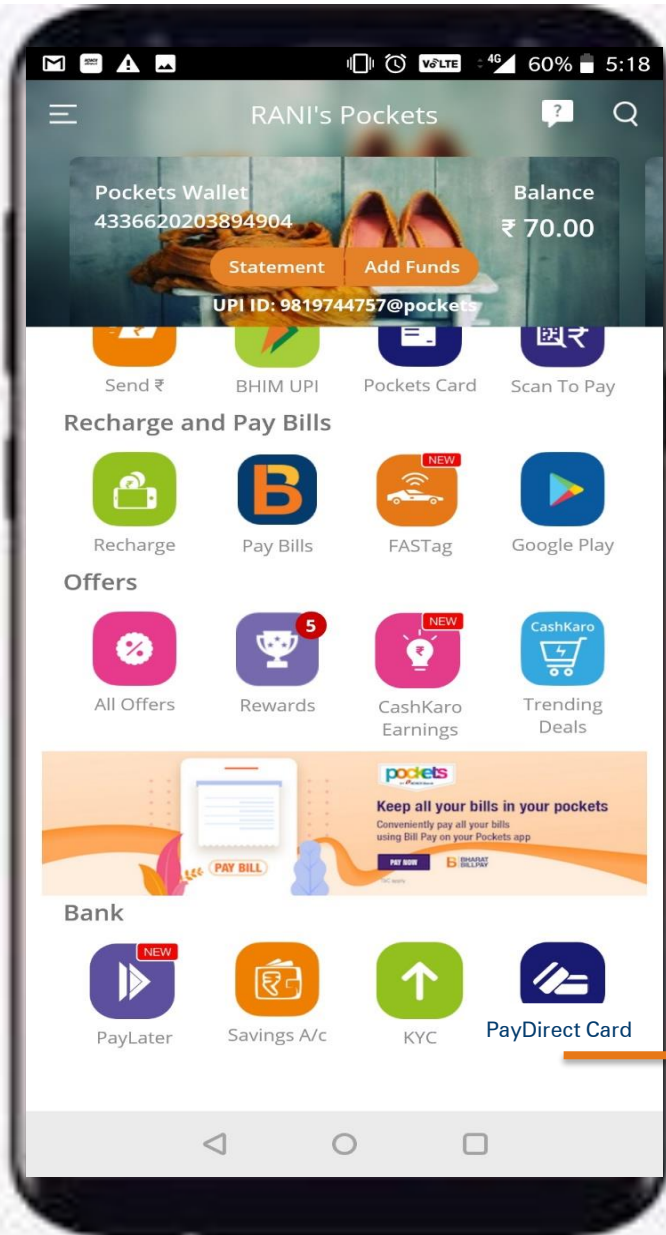 VoLTE 4G 60% 5:18
RANI's Pockets ?
Pockets Wallet Balance
4336620203894904 ₹ 70.00
Statement Add Funds
UPI ID: 9819744757@pockets
Send ₹ BHIM UPI Pockets Card Scan To Pay
Recharge and Pay Bills
NEW
Recharge Pay Bills FASTag Google Play
Offers
5 NEW CashKaro
All Offers Rewards CashKaro Trending
Earnings Deals
pockets
Keep all your bills in your pockets
Conveniently pay all your bills
using Bill Pay on your Pockets app
PAY BILL PAY NOW B BHARAT
BILLPAY
Bank
NEW
PayLater Savings A/c KYC PayDirect Card